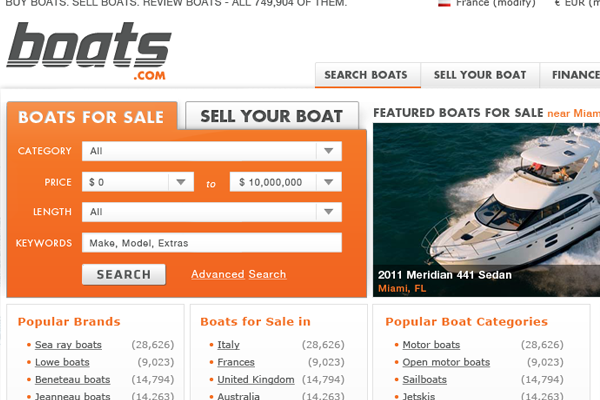 BUY BOATS. SELL BOATS. REVIEW BOATS - ALL 749,904 OF THEM.
France (modify) € EUR (m
boats
.COM
SEARCH BOATS SELL YOUR BOAT FINANCE
BOATS FOR SALE SELL YOUR BOAT
FEATURED BOATS FOR SALE near Miam
CATEGORY All
PRICE $ 0 to $ 10,000,000
LENGTH All
KEYWORDS Make, Model, Extras
SEARCH Advanced Search
2011 Meridian 441 Sedan
Miami, FL
Popular Brands
• Sea ray boats (28,626)
• Lowe boats (9,023)
• Beneteau boats (14,794)
• Jeanneau boats (14,263)
Boats for Sale in
• Italy (28,626)
• Frances (9,023)
• United Kingdom (14,794)
• Australia (14,263)
Popular Boat Categories
• Motor boats (28,626)
• Open motor boats (9,023)
• Sailboats (14,794)
• Jetskis (14,263)